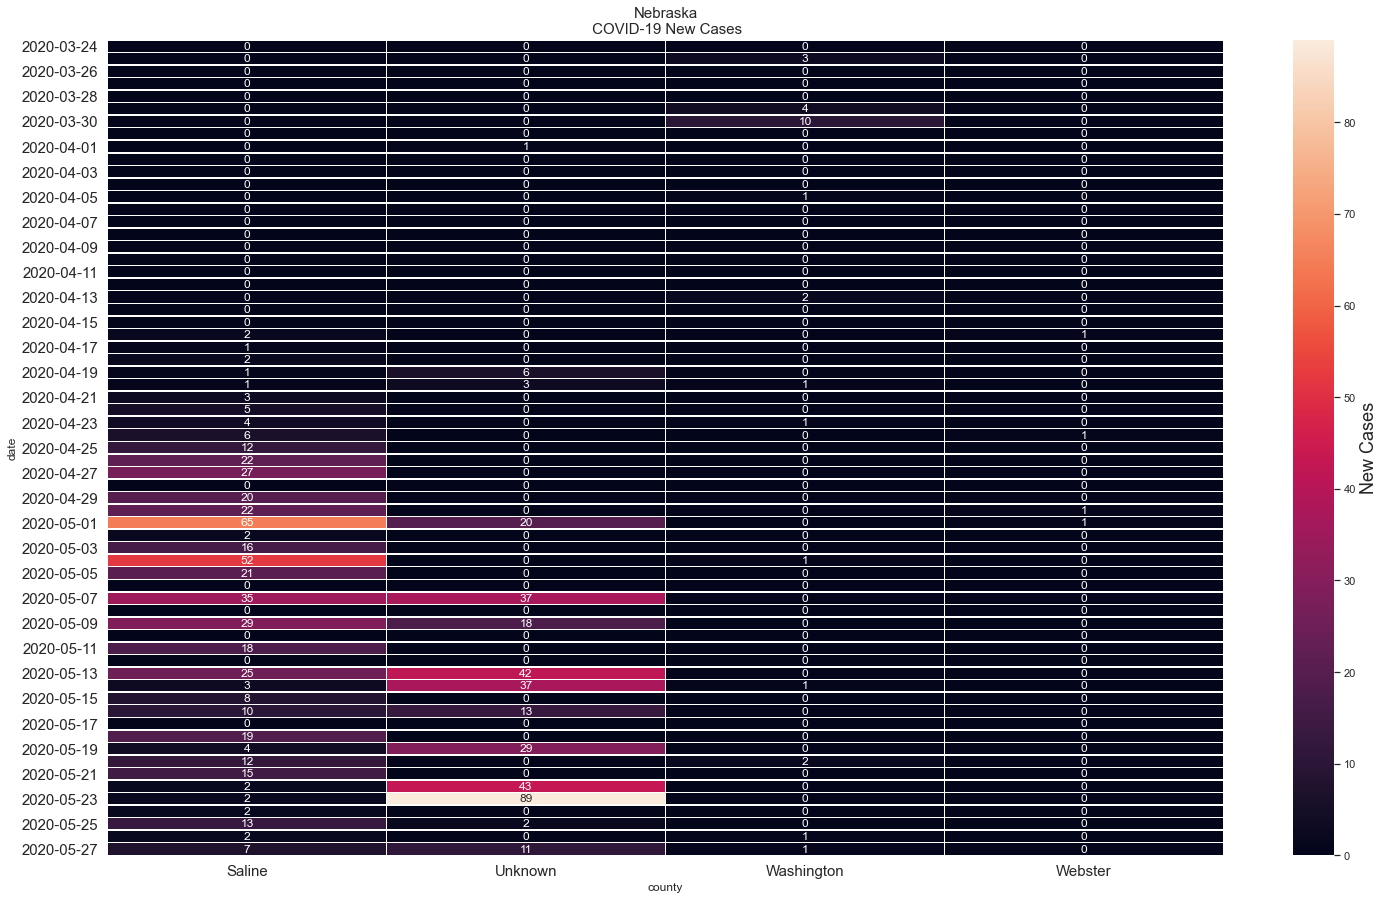 Nebraska
COVID-19 New Cases
2020-03-24 0 0 0 0
0 0 3 0
2020-03-26 0 0 0 0
0 0 0 0
2020-03-28 0 0 0 0
0 0 4 0
2020-03-30 0 0 10 0
0 0 0 0
2020-04-01 0 1 0 0
0 0 0 0
2020-04-03 0 0 0 0
0 0 0 0
2020-04-05 0 0 1 0
0 0 0 0
2020-04-07 0 0 0 0
0 0 0 0
2020-04-09 0 0 0 0
0 0 0 0
2020-04-11 0 0 0 0
0 0 0 0
2020-04-13 0 0 2 0
0 0 0 0
2020-04-15 0 0 0 0
2 0 0 1
2020-04-17 1 0 0 0
2 0 0 0
2020-04-19 1 6 0 0
1 3 1 0
2020-04-21 3 0 0 0
5 0 0 0
2020-04-23 4 0 1 0
6 0 0 1
2020-04-25 12 0 0 0
22 0 0 0
2020-04-27 27 0 0 0
0 0 0 0
2020-04-29 20 0 0 0
22 0 0 1
2020-05-01 65 20 0 1
2 0 0 0
2020-05-03 16 0 0 0
52 0 1 0
2020-05-05 21 0 0 0
0 0 0 0
2020-05-07 35 37 0 0
0 0 0 0
2020-05-09 29 18 0 0
0 0 0 0
2020-05-11 18 0 0 0
0 0 0 0
2020-05-13 25 42 0 0
3 37 1 0
2020-05-15 8 0 0 0
10 13 0 0
2020-05-17 0 0 0 0
19 0 0 0
2020-05-19 4 29 0 0
12 0 2 0
2020-05-21 15 0 0 0
2 43 0 0
2020-05-23 2 89 0 0
2 0 0 0
2020-05-25 13 2 0 0
2 0 1 0
2020-05-27 7 11 1 0
Saline Unknown Washington Webster
county
date
80
70
60
50
40
30
20
10
0
New Cases